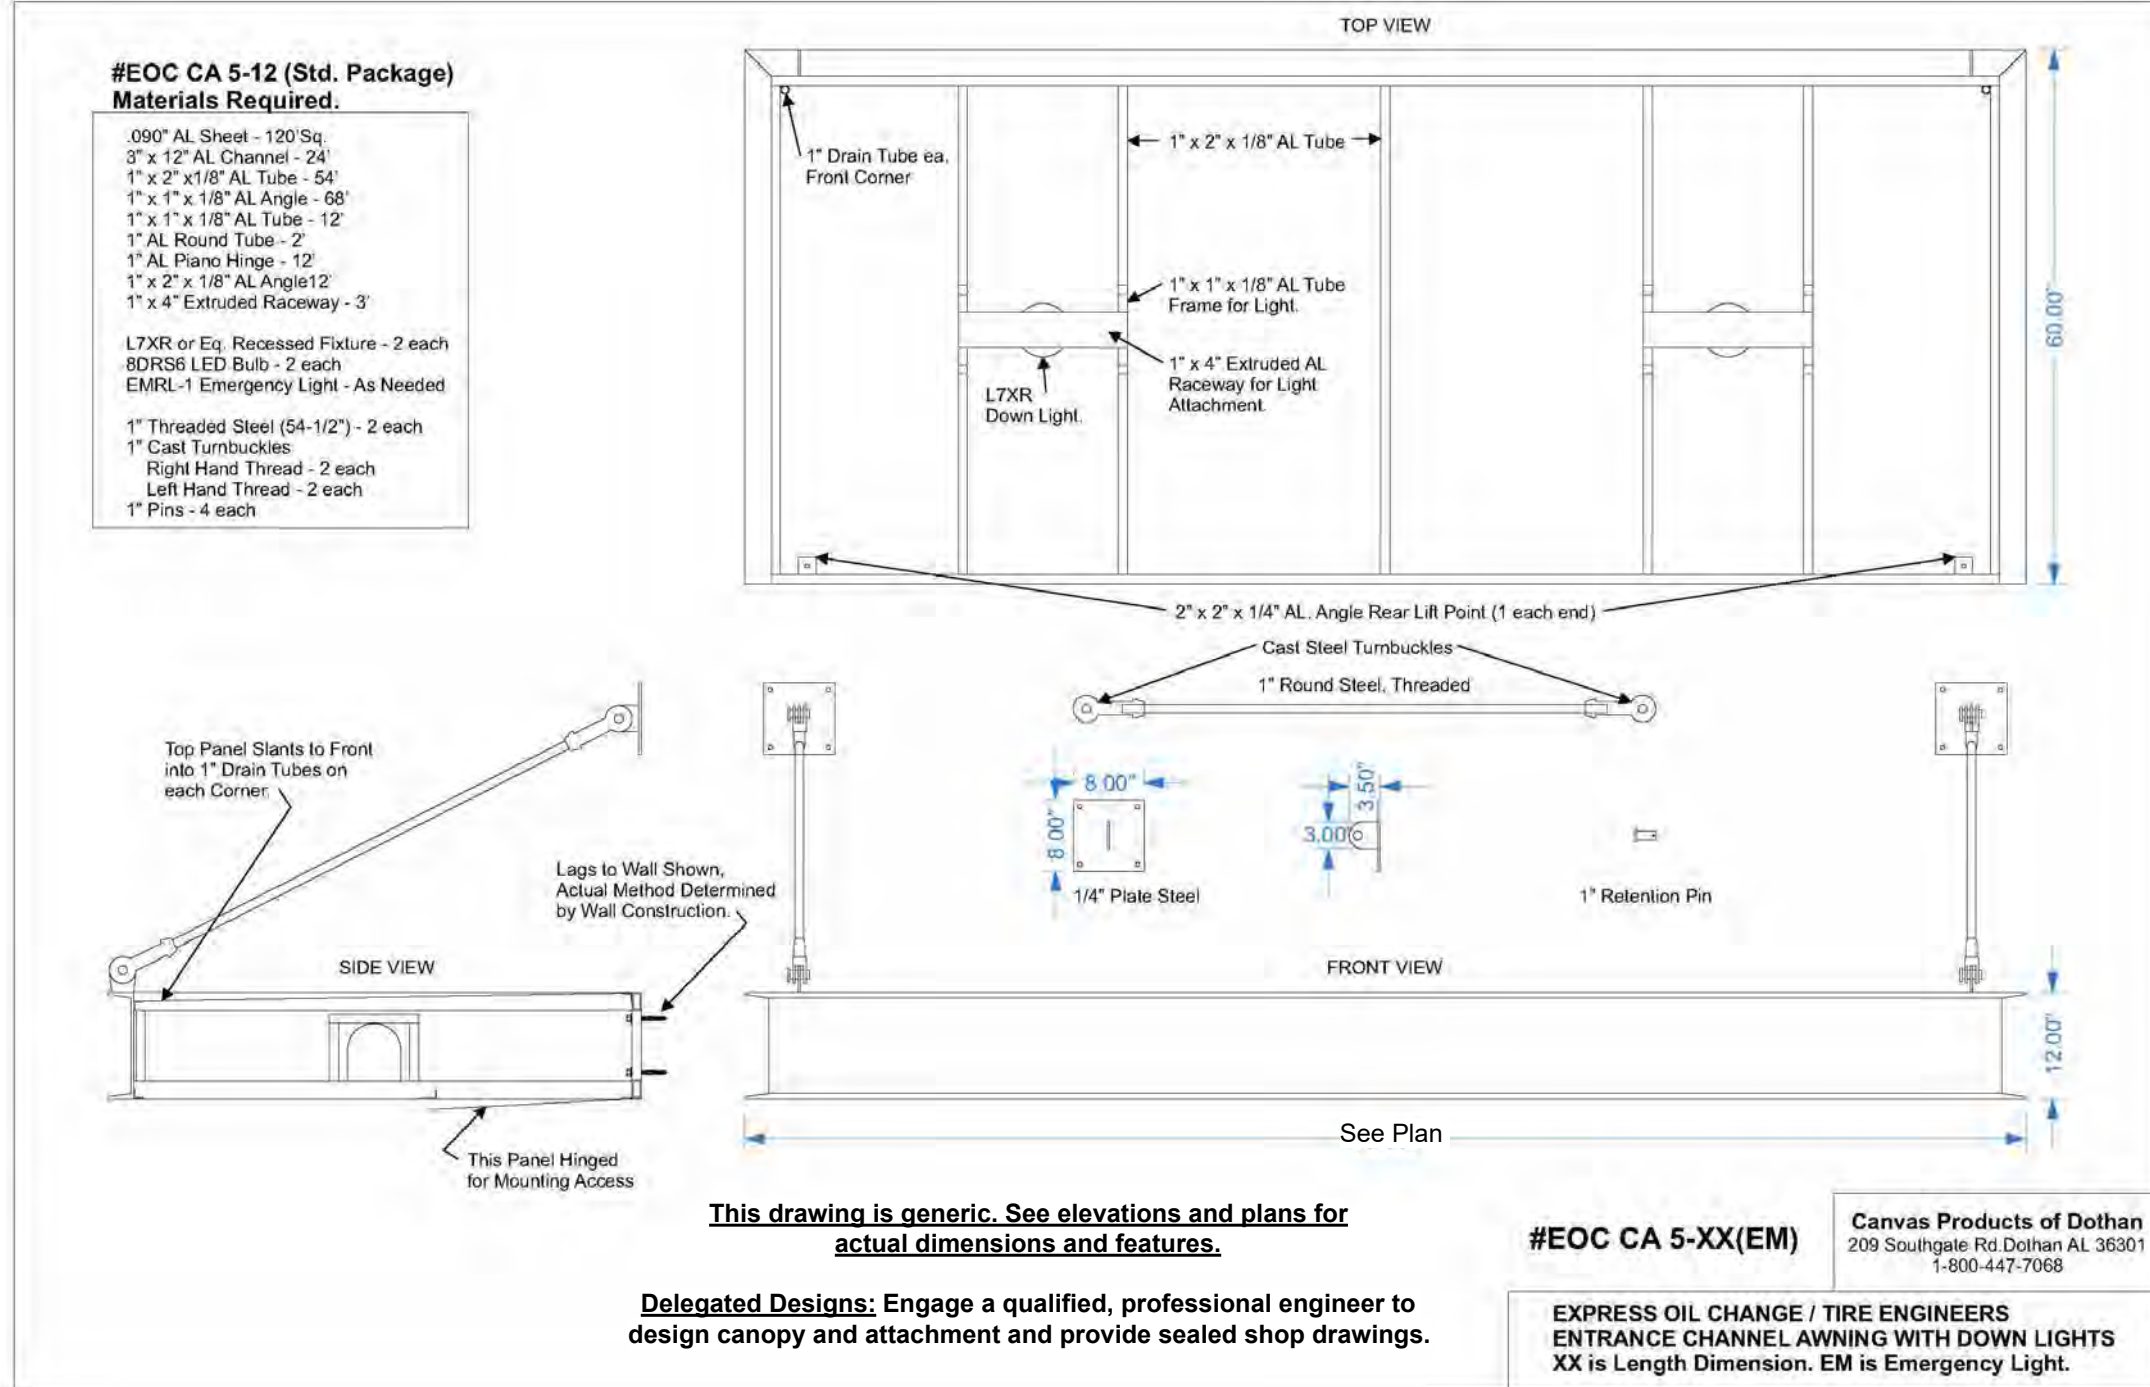 TOP VIEW
#EOC CA 5-12 (Std. Package)
Materials Required.
.090" AL Sheet - 120'Sq.
3" x 12" AL Channel - 24'
1" x 2" x1/8" AL Tube - 54'
1" x 1" x 1/8" AL Angle - 68'
1" x 1" x 1/8" AL Tube - 12'
1" AL Round Tube - 2'
1" AL Piano Hinge - 12'
1" x 2" x 1/8" AL Angle12'
1" x 4" Extruded Raceway - 3'
L7XR or Eq. Recessed Fixture - 2 each
8DRS6 LED Bulb - 2 each
EMRL-1 Emergency Light - As Needed
1" Threaded Steel (54-1/2") - 2 each
1" Cast Turnbuckles
Right Hand Thread - 2 each
Left Hand Thread - 2 each
1" Pins - 4 each
1" Drain Tube ea.
Front Corner
1" x 2" x 1/8" AL Tube
1" x 1" x 1/8" AL Tube
Frame for Light.
1" x 4" Extruded AL
Raceway for Light
Attachment.
L7XR
Down Light.
60.00"
2" x 2" x 1/4" AL. Angle Rear Lift Point (1 each end)
Cast Steel Turnbuckles
1" Round Steel, Threaded
Top Panel Slants to Front
into 1" Drain Tubes on
each Corner.
8.00"
8.00"
1/4" Plate Steel
3.50"
3.00"
1" Retention Pin
Lags to Wall Shown,
Actual Method Determined
by Wall Construction.
SIDE VIEW
FRONT VIEW
12.00"
See Plan
This Panel Hinged
for Mounting Access
This drawing is generic. See elevations and plans for
actual dimensions and features.
Delegated Designs: Engage a qualified, professional engineer to
design canopy and attachment and provide sealed shop drawings.
#EOC CA 5-XX(EM)
Canvas Products of Dothan
209 Southgate Rd.Dothan AL 36301
1-800-447-7068
EXPRESS OIL CHANGE / TIRE ENGINEERS
ENTRANCE CHANNEL AWNING WITH DOWN LIGHTS
XX is Length Dimension. EM is Emergency Light.